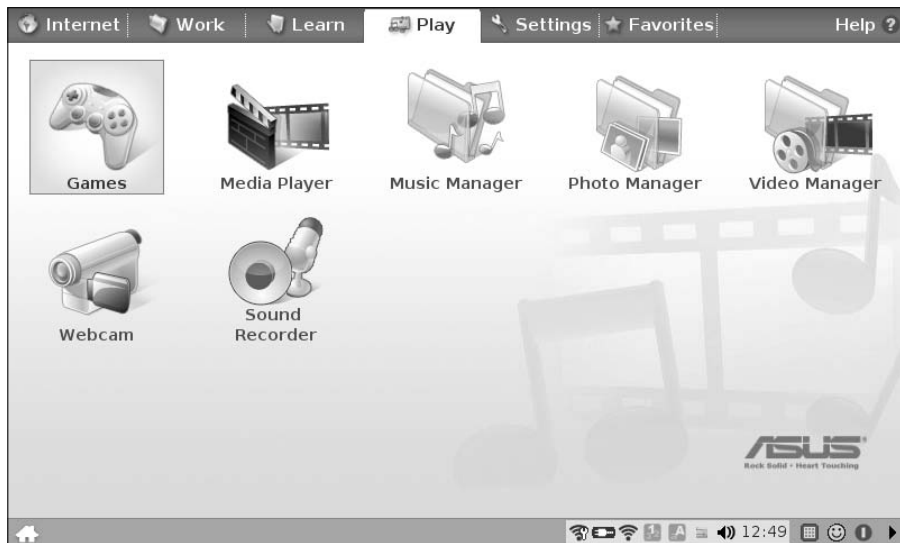 Internet Work Learn Play Settings Favorites Help ?
Games Media Player Music Manager Photo Manager Video Manager
Webcam Sound
Recorder
ASUS
Rock Solid • Heart Touching
1 A 12:49